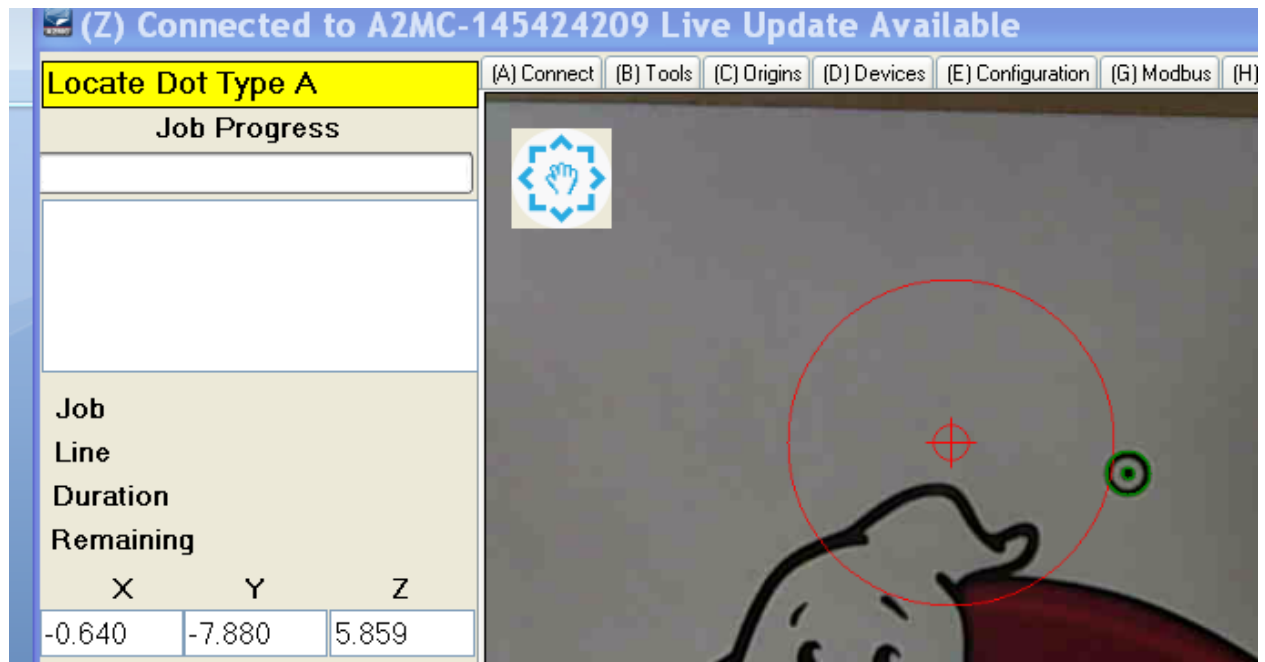 (Z) Connected to A2MC-145424209 Live Update Available
Locate Dot Type A
(A) Connect (B) Tools (C) Origins (D) Devices (E) Configuration (G) Modbus (H)
Job Progress
Job
Line
Duration
Remaining
X Y Z
-0.640 -7.880 5.859